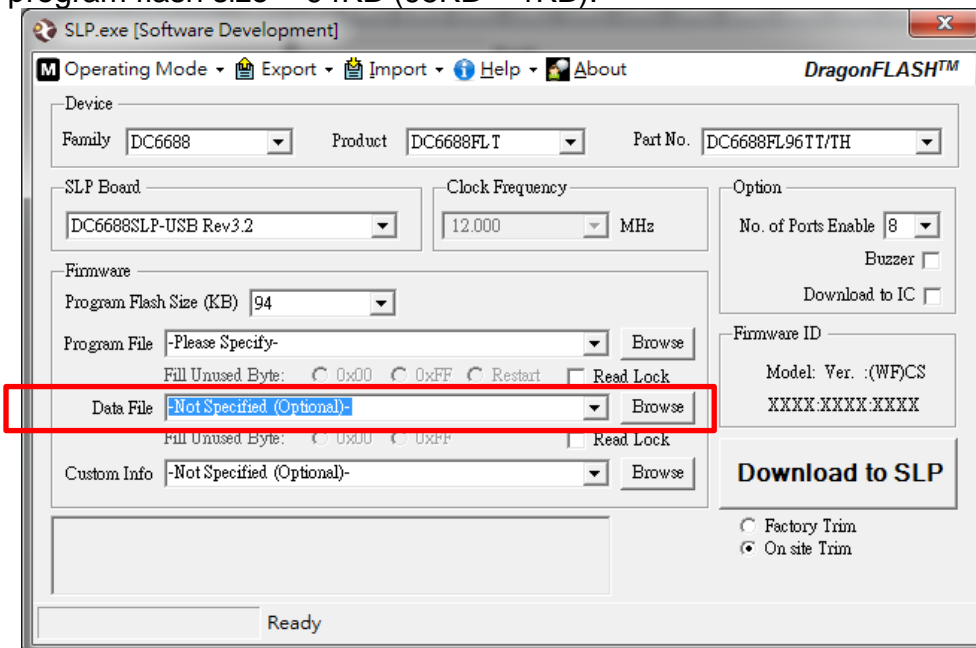 SLP.exe [Software Development]
x
M Operating Mode Export Import Help About DragonFLASH™
Device
Family DC6688 Product DC6688FLT Part No. DC6688FL96TT/TH
SLP Board Clock Frequency Option
DC6688SLP-USB Rev3.2 12.000 MHz No. of Ports Enable 8
Buzzer
Firmware
Download to IC
Program Flash Size (KB) 94
Firmware ID
Program File -Please Specify- Browse
Fill Unused Byte: 0x00 0xFF Restart Read Lock Model: Ver. :(WF)CS
Data File -Not Specified (Optional)- Browse XXXX:XXXX:XXXX
Fill Unused Byte: 0x00 0xFF Read Lock
Custom Info -Not Specified (Optional)- Browse Download to SLP
Factory Trim
On site Trim
Ready